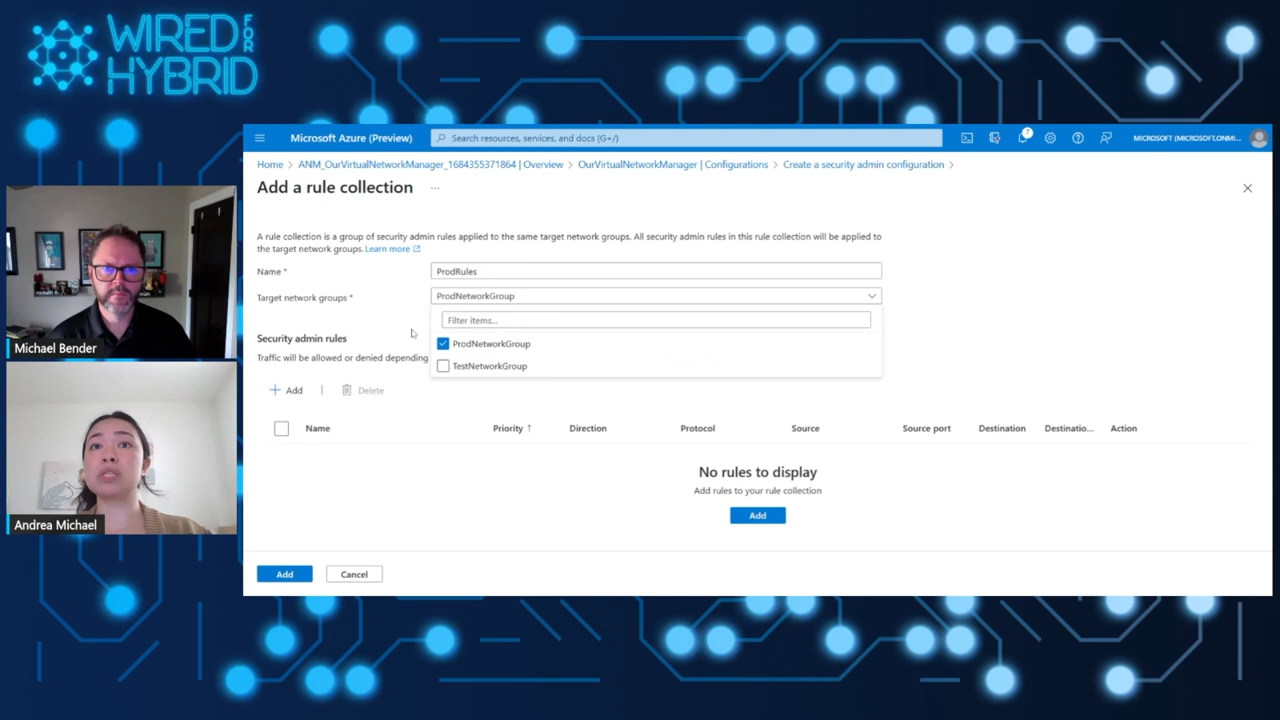 WIRED
FOR
HYBRID
Microsoft Azure (Preview)
Search resources, services, and docs (G+/)
?
MICROSOFT (MICROSOFT.ONMI...
Home > ANM_OurVirtualNetworkManager_1684355371864 | Overview > OurVirtualNetworkManager | Configurations > Create a security admin configuration >
Add a rule collection ...
A rule collection is a group of security admin rules applied to the same target network groups. All security admin rules in this rule collection will be applied to
the target network groups. Learn more
Name * ProdRules
Target network groups * ProdNetworkGroup
Filter items...
ProdNetworkGroup
TestNetworkGroup
Security admin rules
Traffic will be allowed or denied depending
+ Add | Delete
Name Priority ↑ Direction Protocol Source Source port Destination Destinatio... Action
No rules to display
Add rules to your rule collection
Add
Add Cancel
Michael Bender
Andrea Michael